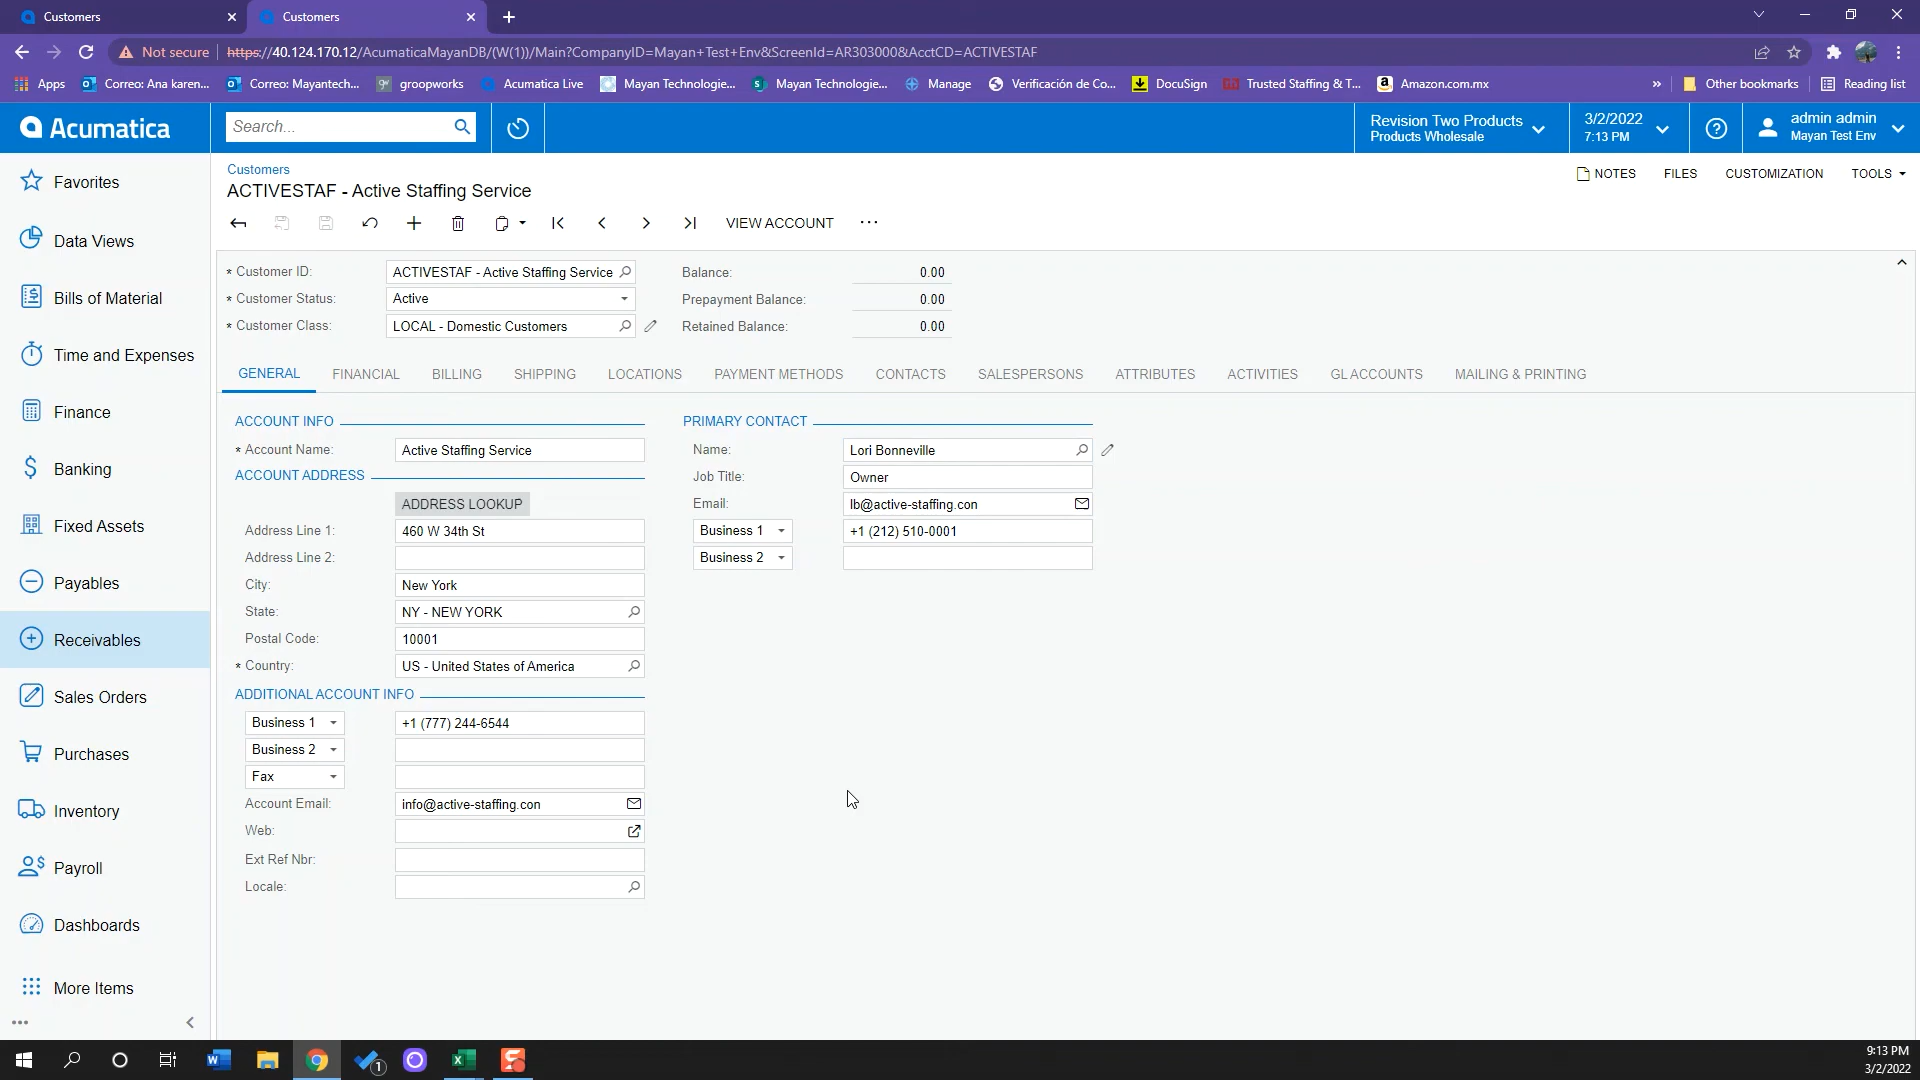 Customers
Customers
Not secure
https://40.124.170.12/AcumaticaMayanDB/(W(1))/Main?CompanyID=Mayan+Test+Env&ScreenId=AR303000&AcctCD=ACTIVESTAF
Apps
Correo: Ana karen...
Correo: Mayantech...
gw
groopworks
Acumatica Live
Mayan Technologie...
Mayan Technologie...
Manage
Verificación de Co...
DocuSign
Trusted Staffing & T...
Amazon.com.mx
»
Other bookmarks
Reading list
Acumatica
Search...
Revision Two Products
Products Wholesale
3/2/2022
7:13 PM
admin admin
Mayan Test Env
Favorites
Data Views
Bills of Material
Time and Expenses
Finance
Banking
Fixed Assets
Payables
Receivables
Sales Orders
Purchases
Inventory
Payroll
Dashboards
More Items
Customers
ACTIVESTAF - Active Staffing Service
NOTES
FILES
CUSTOMIZATION
TOOLS
VIEW ACCOUNT
* Customer ID:
ACTIVESTAF - Active Staffing Service
* Customer Status:
Active
* Customer Class:
LOCAL - Domestic Customers
Balance:
0.00
Prepayment Balance:
0.00
Retained Balance:
0.00
GENERAL
FINANCIAL
BILLING
SHIPPING
LOCATIONS
PAYMENT METHODS
CONTACTS
SALESPERSONS
ATTRIBUTES
ACTIVITIES
GL ACCOUNTS
MAILING & PRINTING
ACCOUNT INFO
* Account Name:
Active Staffing Service
ACCOUNT ADDRESS
ADDRESS LOOKUP
Address Line 1:
460 W 34th St
Address Line 2:
City:
New York
State:
NY - NEW YORK
Postal Code:
10001
* Country:
US - United States of America
ADDITIONAL ACCOUNT INFO
Business 1
+1 (777) 244-6544
Business 2
Fax
Account Email:
info@active-staffing.con
Web:
Ext Ref Nbr:
Locale:
PRIMARY CONTACT
Name:
Lori Bonneville
Job Title:
Owner
Email:
lb@active-staffing.con
Business 1
+1 (212) 510-0001
Business 2
1
9:13 PM
3/2/2022